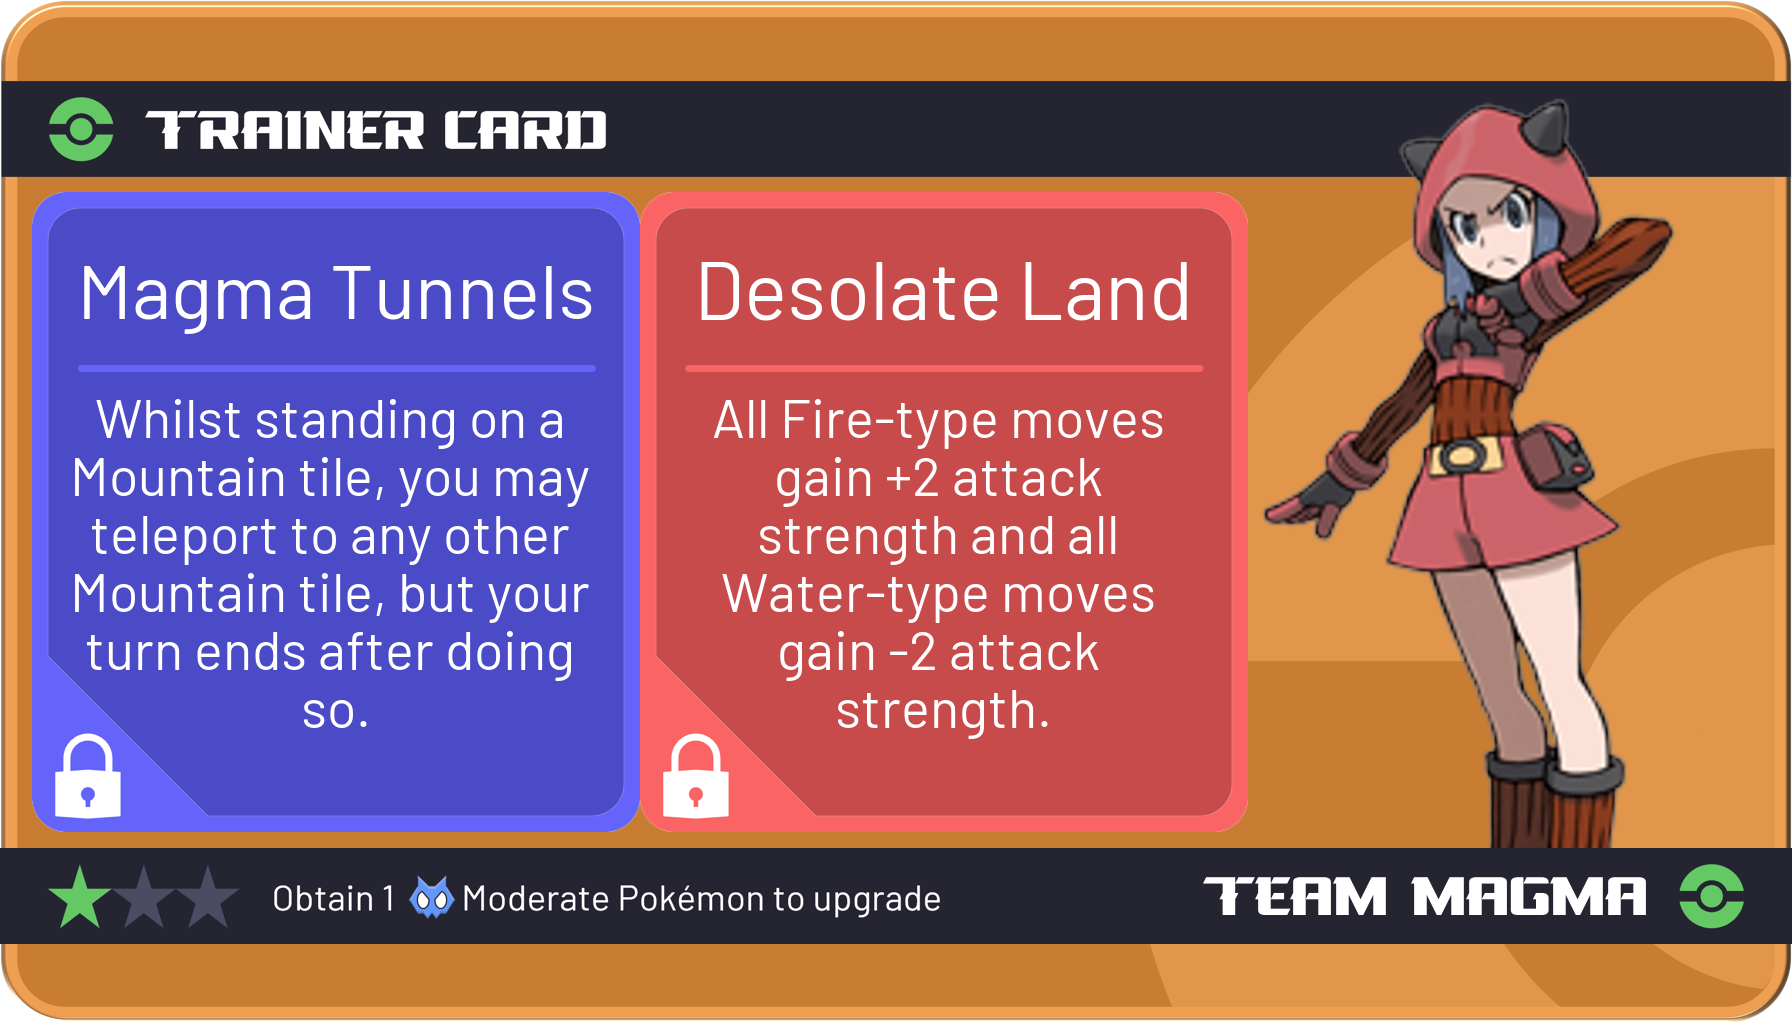 TRAINER CARD
Magma Tunnels
Whilst standing on a
Mountain tile, you may
teleport to any other
Mountain tile, but your
turn ends after doing
so.
Desolate Land
All Fire-type moves
gain +2 attack
strength and all
Water-type moves
gain -2 attack
strength.
Obtain 1 Moderate Pokémon to upgrade
TEAM MAGMA